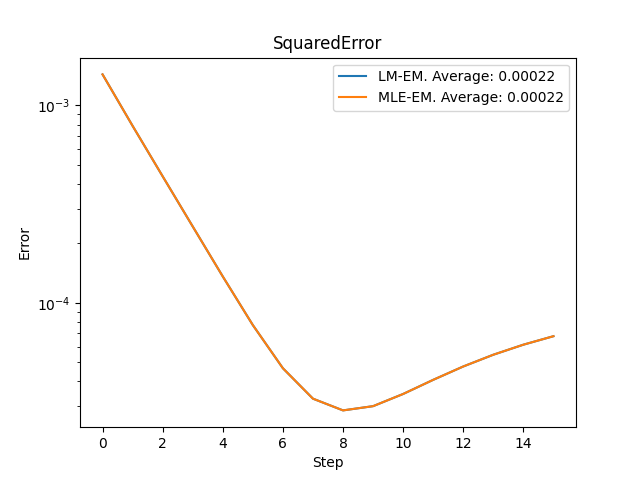 SquaredError
LM-EM. Average: 0.00022
MLE-EM. Average: 0.00022
Error
10⁻³
10⁻⁴
0 2 4 6 8 10 12 14
Step